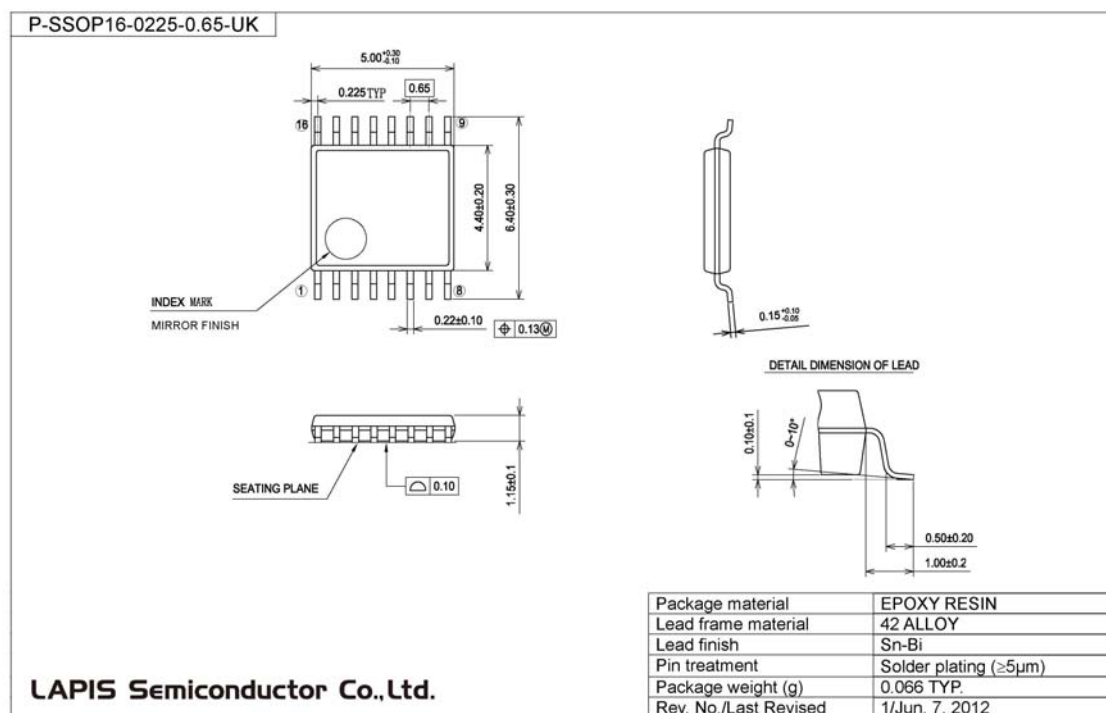 P-SSOP16-0225-0.65-UK
5.00+0.30-0.10
0.225 TYP
0.65
16
9
4.40±0.20
6.40±0.30
1
8
INDEX MARK
MIRROR FINISH
0.22±0.10
0.13Ⓜ
0.15+0.10-0.05
DETAIL DIMENSION OF LEAD
0.10±0.1
0~10°
SEATING PLANE
0.10
1.15±0.1
0.50±0.20
1.00±0.2
Package material EPOXY RESIN
Lead frame material 42 ALLOY
Lead finish Sn-Bi
Pin treatment Solder plating (≥5μm)
Package weight (g) 0.066 TYP.
Rev. No./Last Revised 1/Jun. 7, 2012
LAPIS Semiconductor Co.,Ltd.